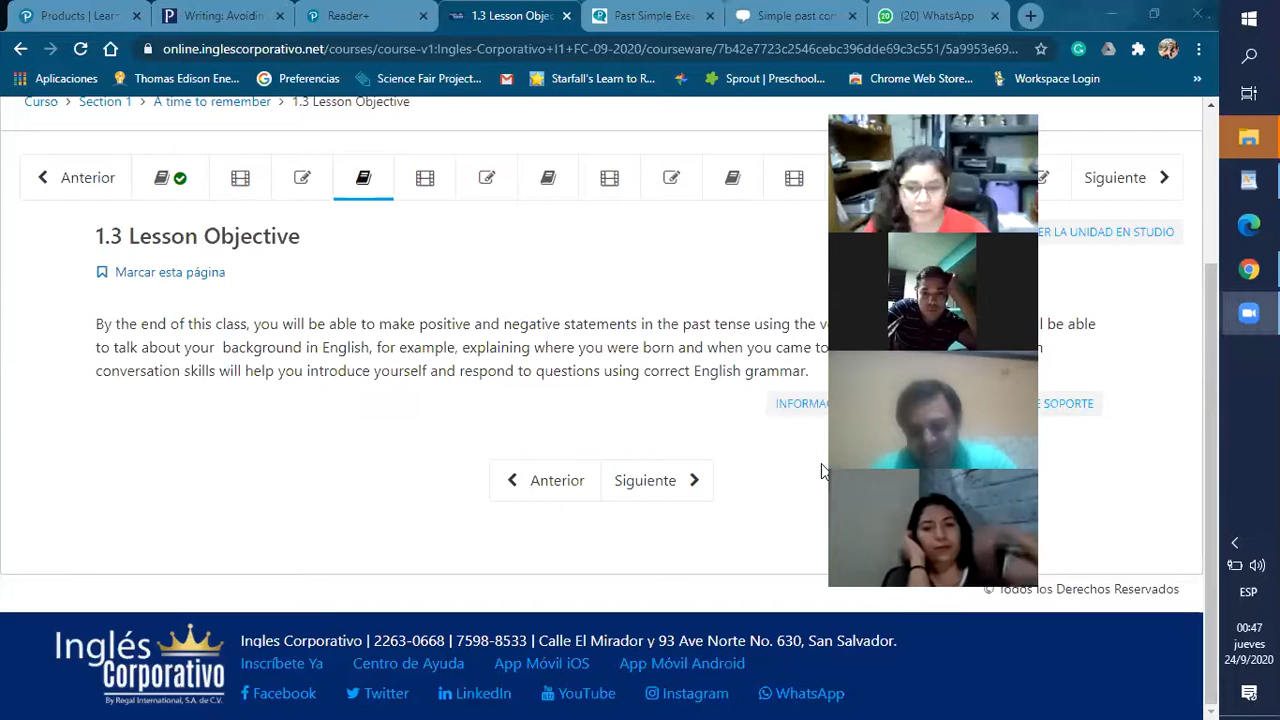 Products | Lear
Writing: Avoidin
Reader+
1.3 Lesson Objec
Past Simple Exe
Simple past con
(20) WhatsApp
online.inglescorporativo.net/courses/course-v1:Ingles-Corporativo+I1+FC-09-2020/courseware/7b42e7723c2546cebc396dde69c3c551/5a9953e69...
Aplicaciones
Thomas Edison Ene...
Preferencias
Science Fair Project...
Starfall's Learn to R...
Sprout | Preschool...
Chrome Web Store...
Workspace Login
»
Curso > Section 1 > A time to remember > 1.3 Lesson Objective
Anterior
Siguiente
1.3 Lesson Objective
ER LA UNIDAD EN STUDIO
Marcar esta página
By the end of this class, you will be able to make positive and negative statements in the past tense using the v l be able
to talk about your background in English, for example, explaining where you were born and when you came to
conversation skills will help you introduce yourself and respond to questions using correct English grammar.
INFORMA E SOPORTE
Anterior
Siguiente
© Todos los Derechos Reservados
Inglés
Corporativo
By Regal International, S.A. de C.V.
Ingles Corporativo | 2263-0668 | 7598-8533 | Calle El Mirador y 93 Ave Norte No. 630, San Salvador.
Inscríbete Ya
Centro de Ayuda
App Móvil iOS
App Móvil Android
Facebook
Twitter
LinkedIn
YouTube
Instagram
WhatsApp
ESP
00:47
jueves
24/9/2020